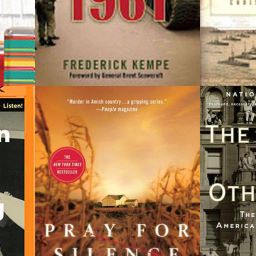 1961
FREDERICK KEMPE
Foreword by General Brent Scowcroft
Listen!
n
"Murder in Amish country... a gripping series."
—People magazine
THE
NEW YORK TIMES
BESTSELLER
PRAY FOR
SILENCE
NATIO
THE
OTH
THE
AMERICA